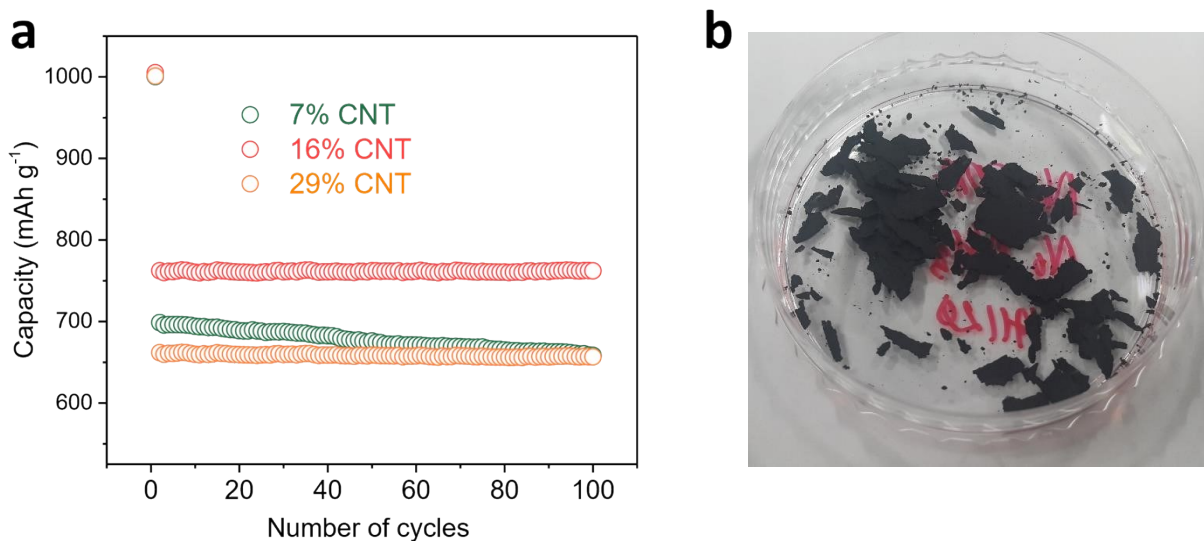 a
b
1000
900
800
700
600
Capacity (mAh g⁻¹)
7% CNT
16% CNT
29% CNT
0 20 40 60 80 100
Number of cycles